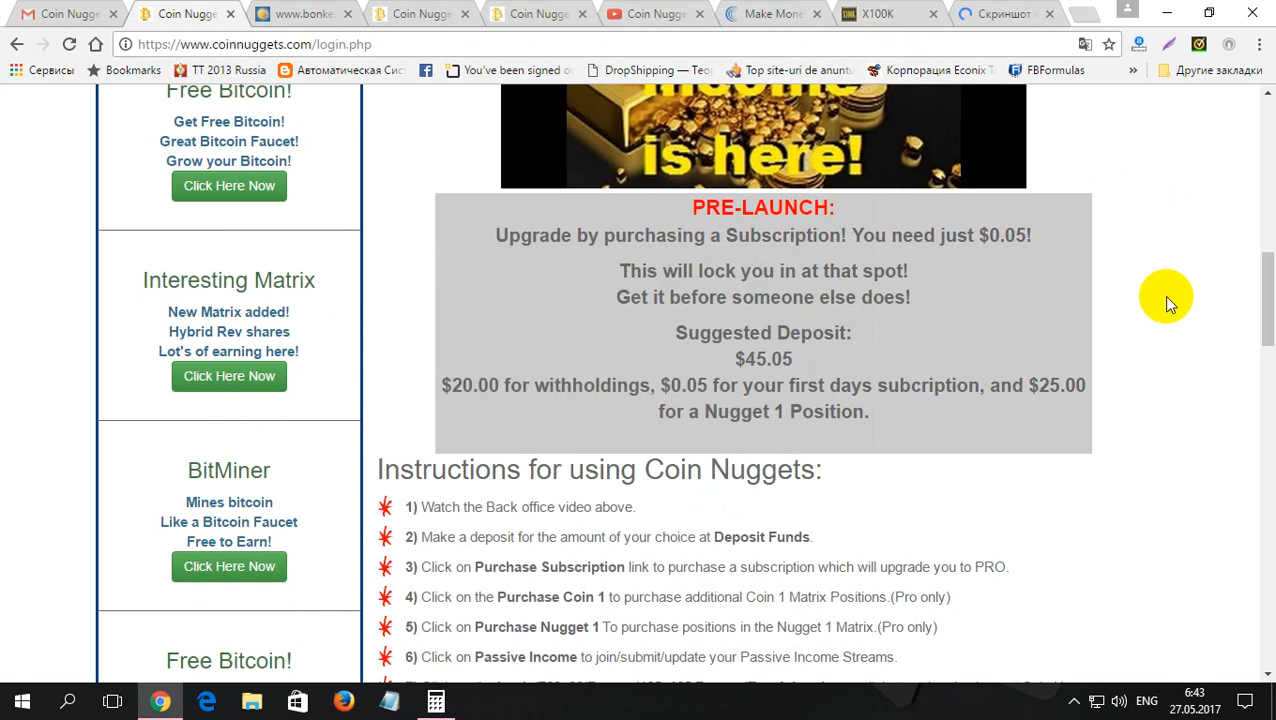 Coin Nugge
Coin Nugge
www.bonke
Coin Nugge
Coin Nugge
Coin Nugge
Make Mone
X100K
Скриншот с
https://www.coinnuggets.com/login.php
Сервисы
Bookmarks
TT 2013 Russia
Автоматическая Сис
You've been signed o
DropShipping — Тео
Top site-uri de anuntu
Корпорация Econix Tr
FBFormulas
»
Другие закладки
Free Bitcoin!
Get Free Bitcoin!
Great Bitcoin Faucet!
Grow your Bitcoin!
Click Here Now
Interesting Matrix
New Matrix added!
Hybrid Rev shares
Lot's of earning here!
Click Here Now
BitMiner
Mines bitcoin
Like a Bitcoin Faucet
Free to Earn!
Click Here Now
Free Bitcoin!
income
is here!
PRE-LAUNCH:
Upgrade by purchasing a Subscription! You need just $0.05!
This will lock you in at that spot!
Get it before someone else does!
Suggested Deposit:
$45.05
$20.00 for withholdings, $0.05 for your first days subcription, and $25.00
for a Nugget 1 Position.
Instructions for using Coin Nuggets:
1) Watch the Back office video above.
2) Make a deposit for the amount of your choice at Deposit Funds.
3) Click on Purchase Subscription link to purchase a subscription which will upgrade you to PRO.
4) Click on the Purchase Coin 1 to purchase additional Coin 1 Matrix Positions.(Pro only)
5) Click on Purchase Nugget 1 To purchase positions in the Nugget 1 Matrix.(Pro only)
6) Click on Passive Income to join/submit/update your Passive Income Streams.
ENG
6:43
27.05.2017